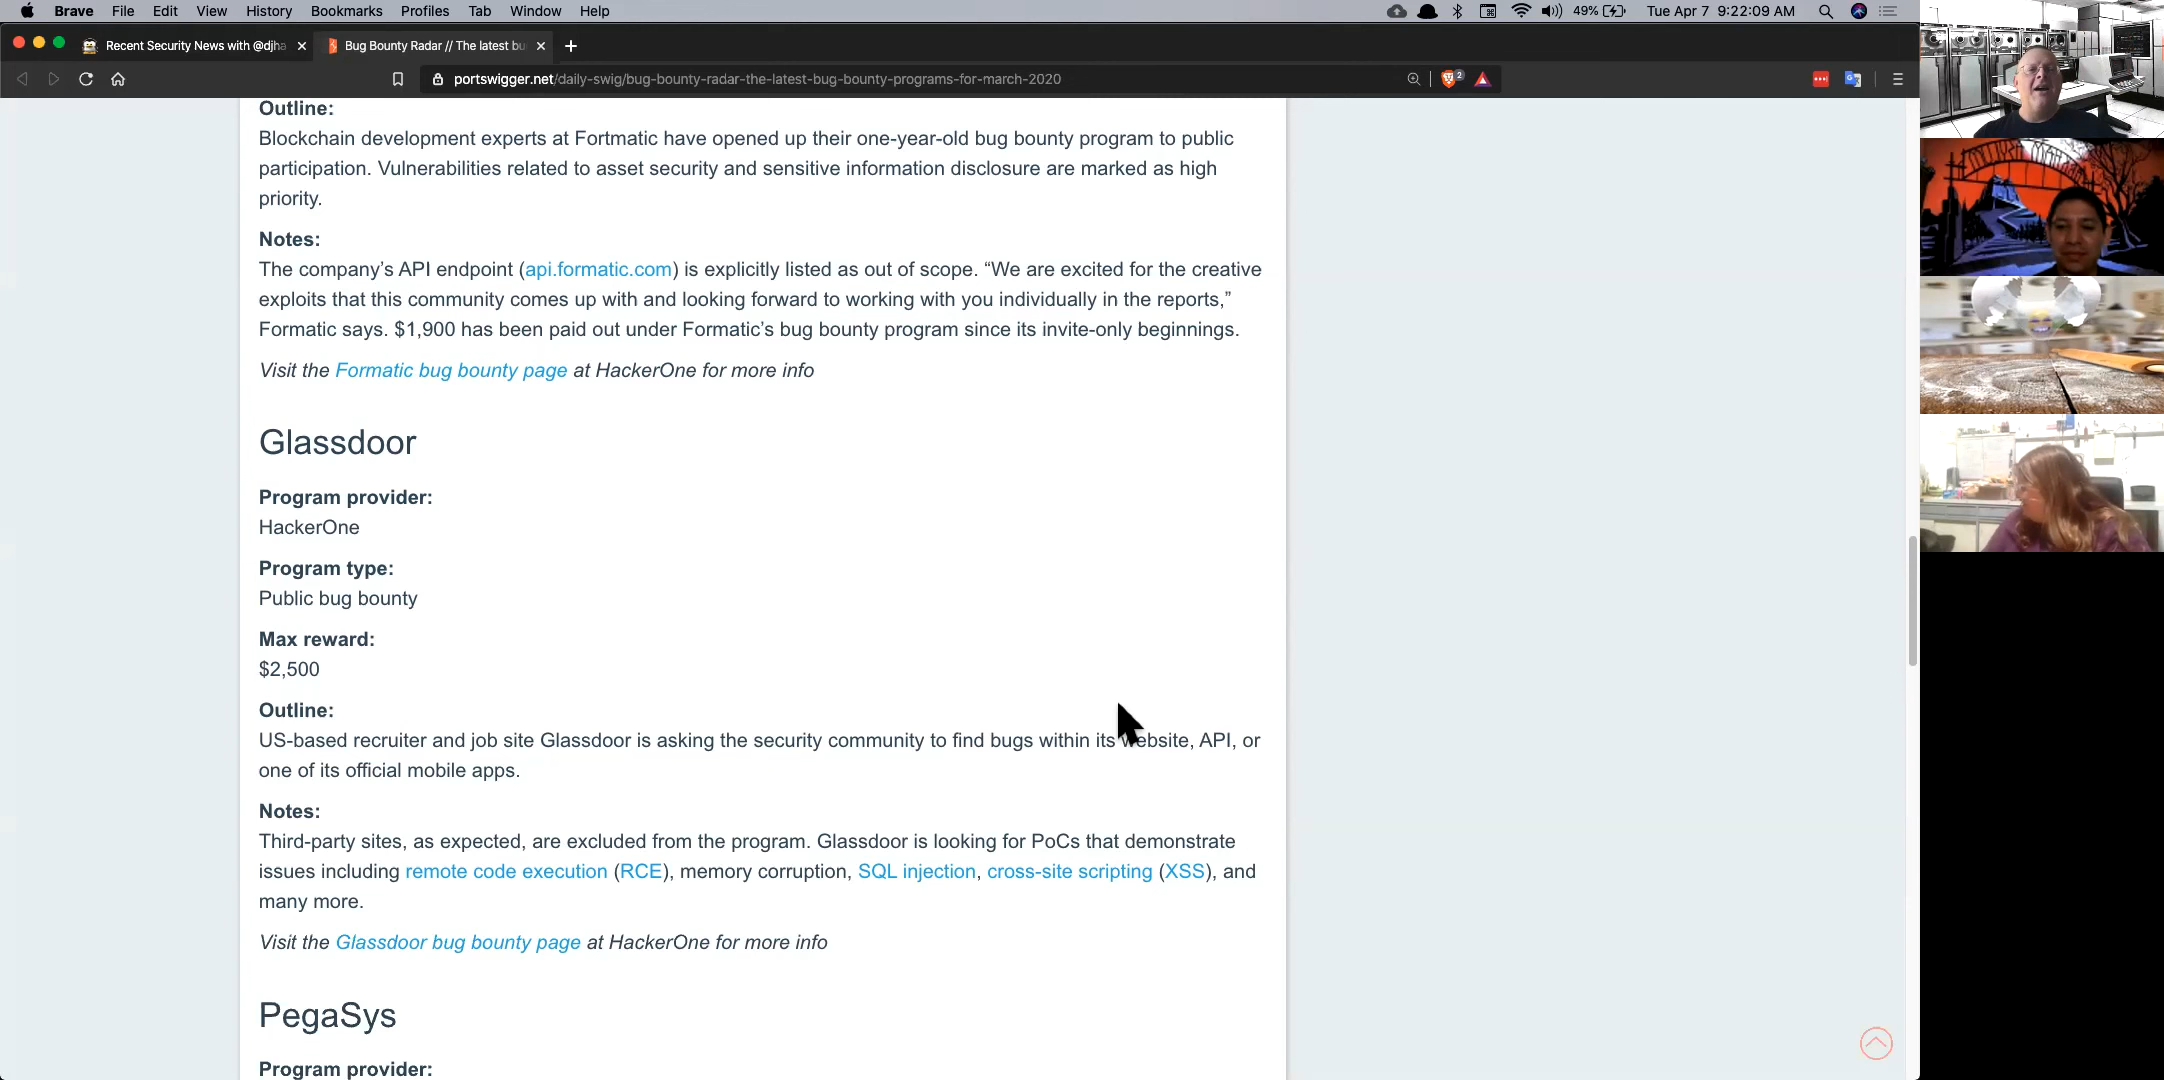 Brave File Edit View History Bookmarks Profiles Tab Window Help 49% Tue Apr 7 9:22:09 AM
Recent Security News with @djha
Bug Bounty Radar // The latest bu
portswigger.net/daily-swig/bug-bounty-radar-the-latest-bug-bounty-programs-for-march-2020
2
Outline:
Blockchain development experts at Fortmatic have opened up their one-year-old bug bounty program to public
participation. Vulnerabilities related to asset security and sensitive information disclosure are marked as high
priority.
Notes:
The company’s API endpoint (api.formatic.com) is explicitly listed as out of scope. “We are excited for the creative
exploits that this community comes up with and looking forward to working with you individually in the reports,”
Formatic says. $1,900 has been paid out under Formatic’s bug bounty program since its invite-only beginnings.
Visit the Formatic bug bounty page at HackerOne for more info
Glassdoor
Program provider:
HackerOne
Program type:
Public bug bounty
Max reward:
$2,500
Outline:
US-based recruiter and job site Glassdoor is asking the security community to find bugs within its website, API, or
one of its official mobile apps.
Notes:
Third-party sites, as expected, are excluded from the program. Glassdoor is looking for PoCs that demonstrate
issues including remote code execution (RCE), memory corruption, SQL injection, cross-site scripting (XSS), and
many more.
Visit the Glassdoor bug bounty page at HackerOne for more info
PegaSys
Program provider: